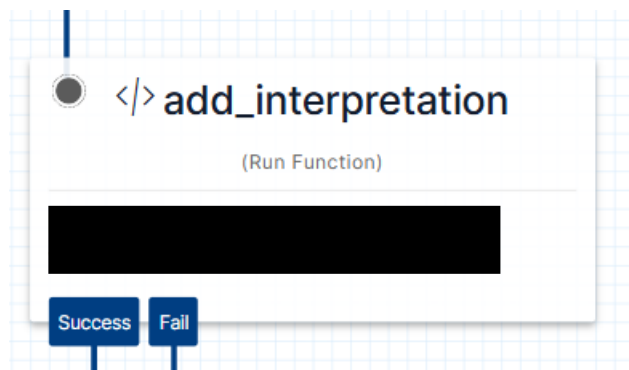 </> add_interpretation
(Run Function)
Success Fail